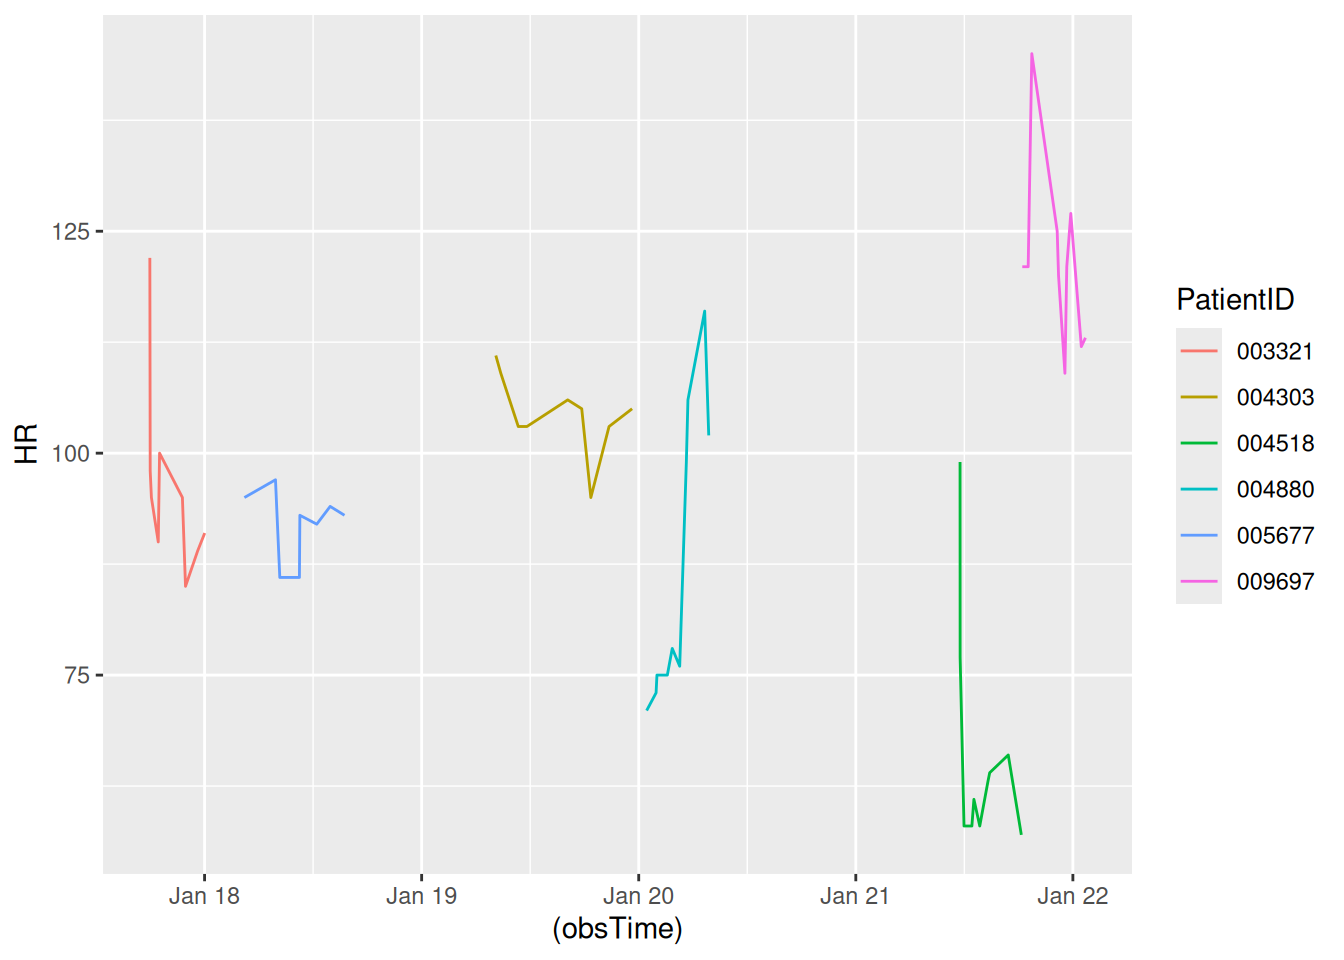 HR
125
100
75
Jan 18
Jan 19
Jan 20
Jan 21
Jan 22
(obsTime)
PatientID
003321
004303
004518
004880
005677
009697